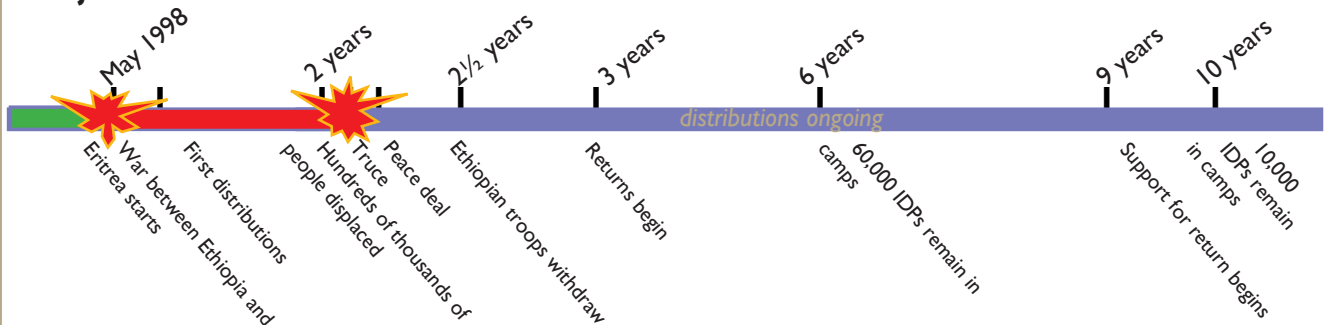 May 1998
2 years
2½ years
3 years
6 years
9 years
10 years
distributions ongoing
War between Ethiopia and
Eritrea starts
First distributions
Hundreds of thousands of
people displaced
Truce
Peace deal
Ethiopian troops withdraw
Returns begin
60,000 IDPs remain in
camps
Support for return begins
10,000
IDPs remain
in camps